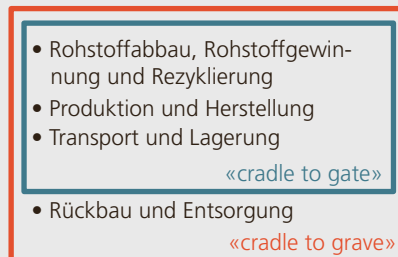 • Rohstoffabbau, Rohstoffgewin-
nung und Rezyklierung
• Produktion und Herstellung
• Transport und Lagerung
«cradle to gate»
• Rückbau und Entsorgung
«cradle to grave»